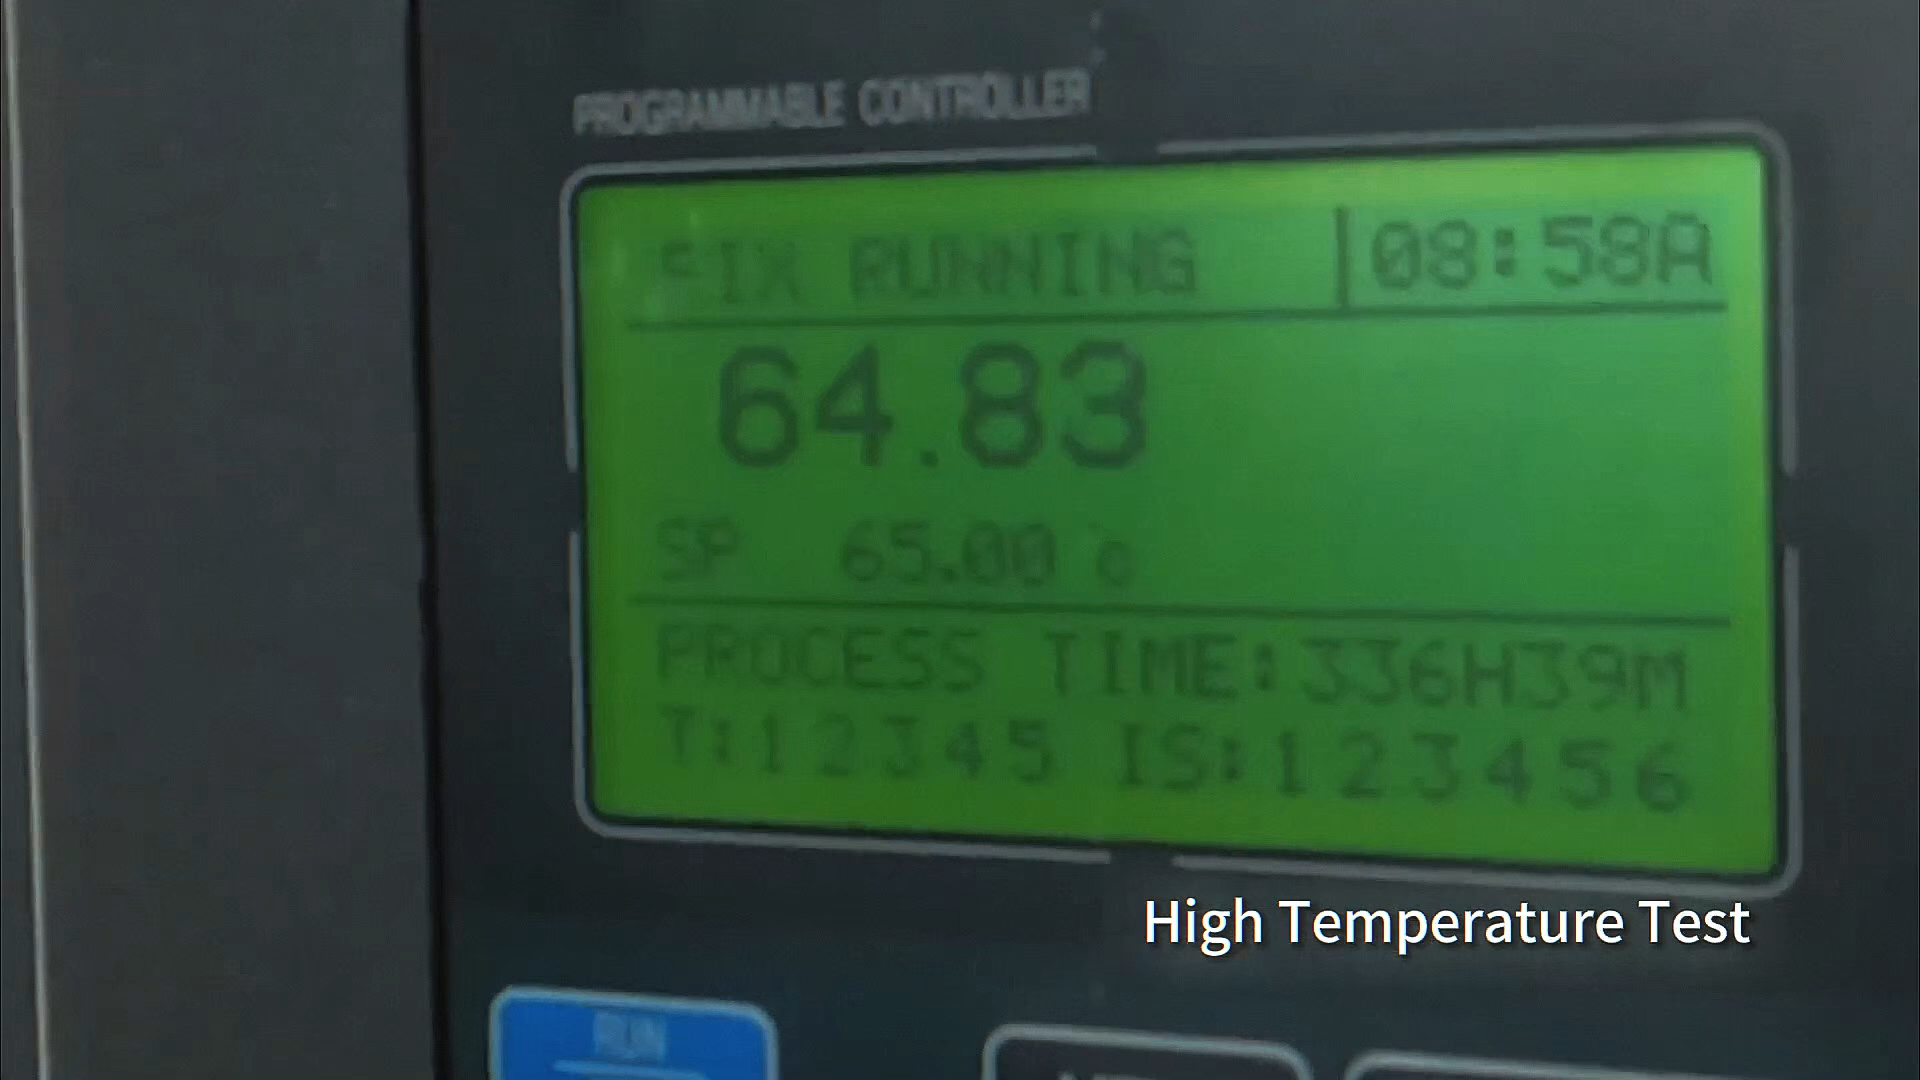 PROGRAMMABLE CONTROLLER
FIX RUNNING 08:58A
64.83
SP 65.00 °C
PROCESS TIME:336H39M
T:12345 IS:123456
High Temperature Test
RUN